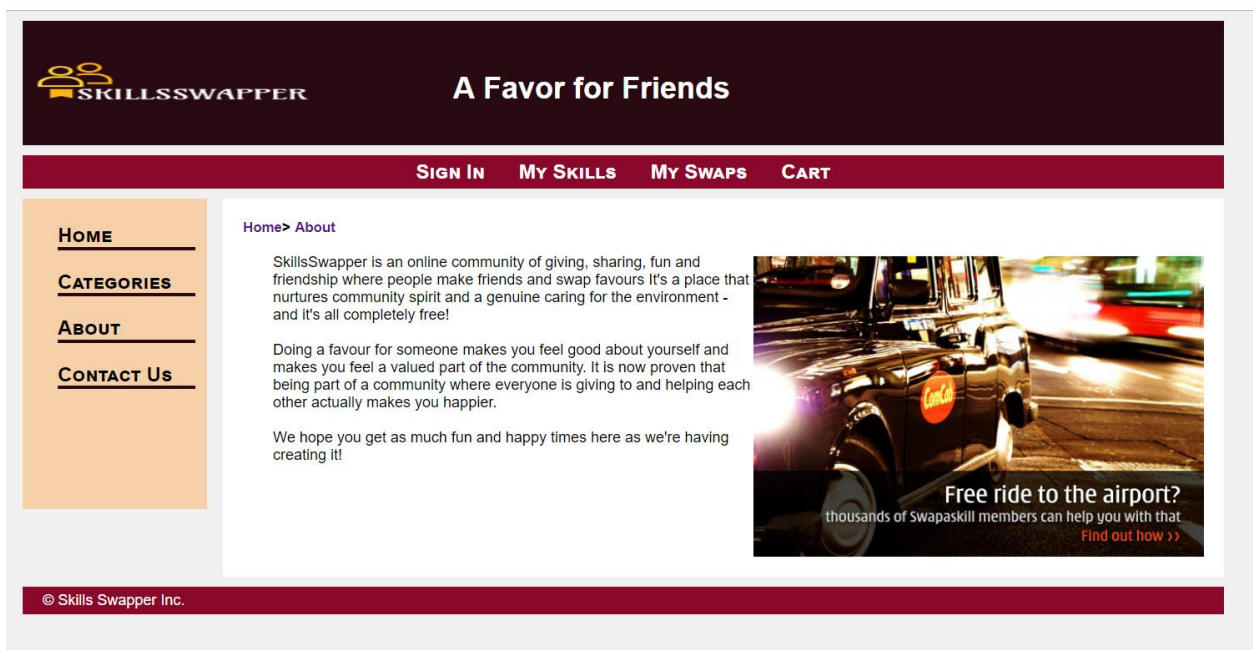 SKILLSSWAPPER
A Favor for Friends
Sign In My Skills My Swaps Cart
Home
Categories
About
Contact Us
Home> About
SkillsSwapper is an online community of giving, sharing, fun and
friendship where people make friends and swap favours It's a place that
nurtures community spirit and a genuine caring for the environment -
and it's all completely free!
Doing a favour for someone makes you feel good about yourself and
makes you feel a valued part of the community. It is now proven that
being part of a community where everyone is giving to and helping each
other actually makes you happier.
We hope you get as much fun and happy times here as we're having
creating it!
ComCab
Free ride to the airport?
thousands of Swapaskill members can help you with that
Find out how >>
© Skills Swapper Inc.